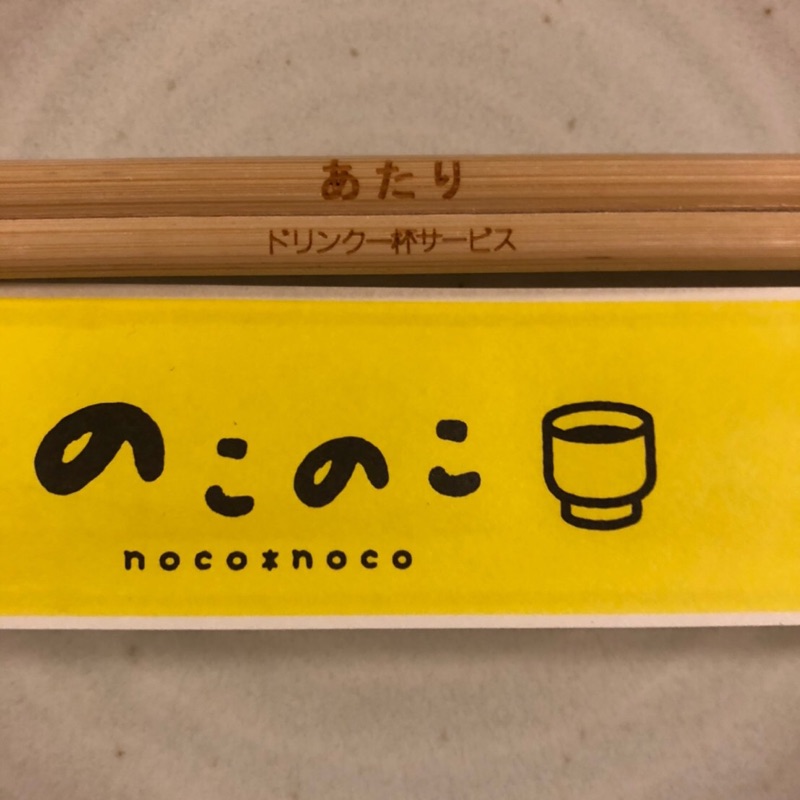 あたり
ドリンク一杯サービス
のこのこ
noco*noco